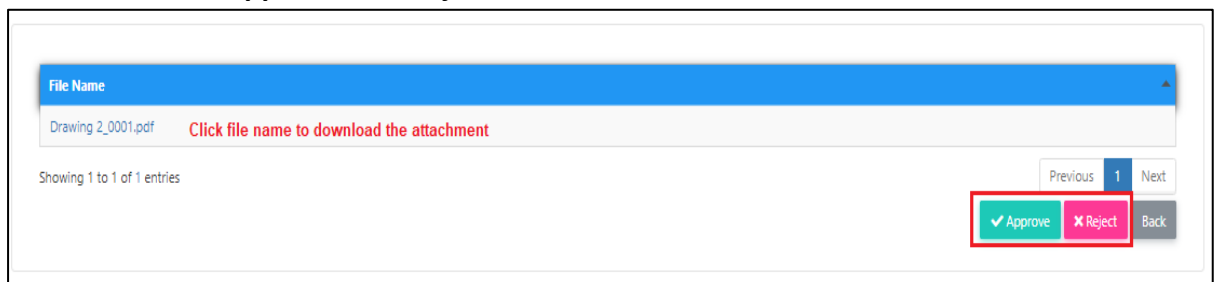 File Name
Drawing 2_0001.pdf Click file name to download the attachment
Showing 1 to 1 of 1 entries Previous 1 Next
Approve Reject Back